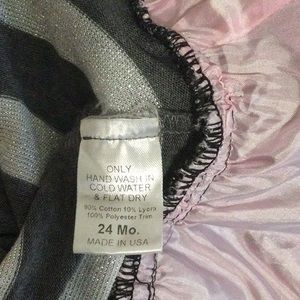 ONLY
HAND WASH IN
COLD WATER
& FLAT DRY
90% Cotton 10% Lycra
100% Polyester Trim
24 Mo.
MADE IN USA